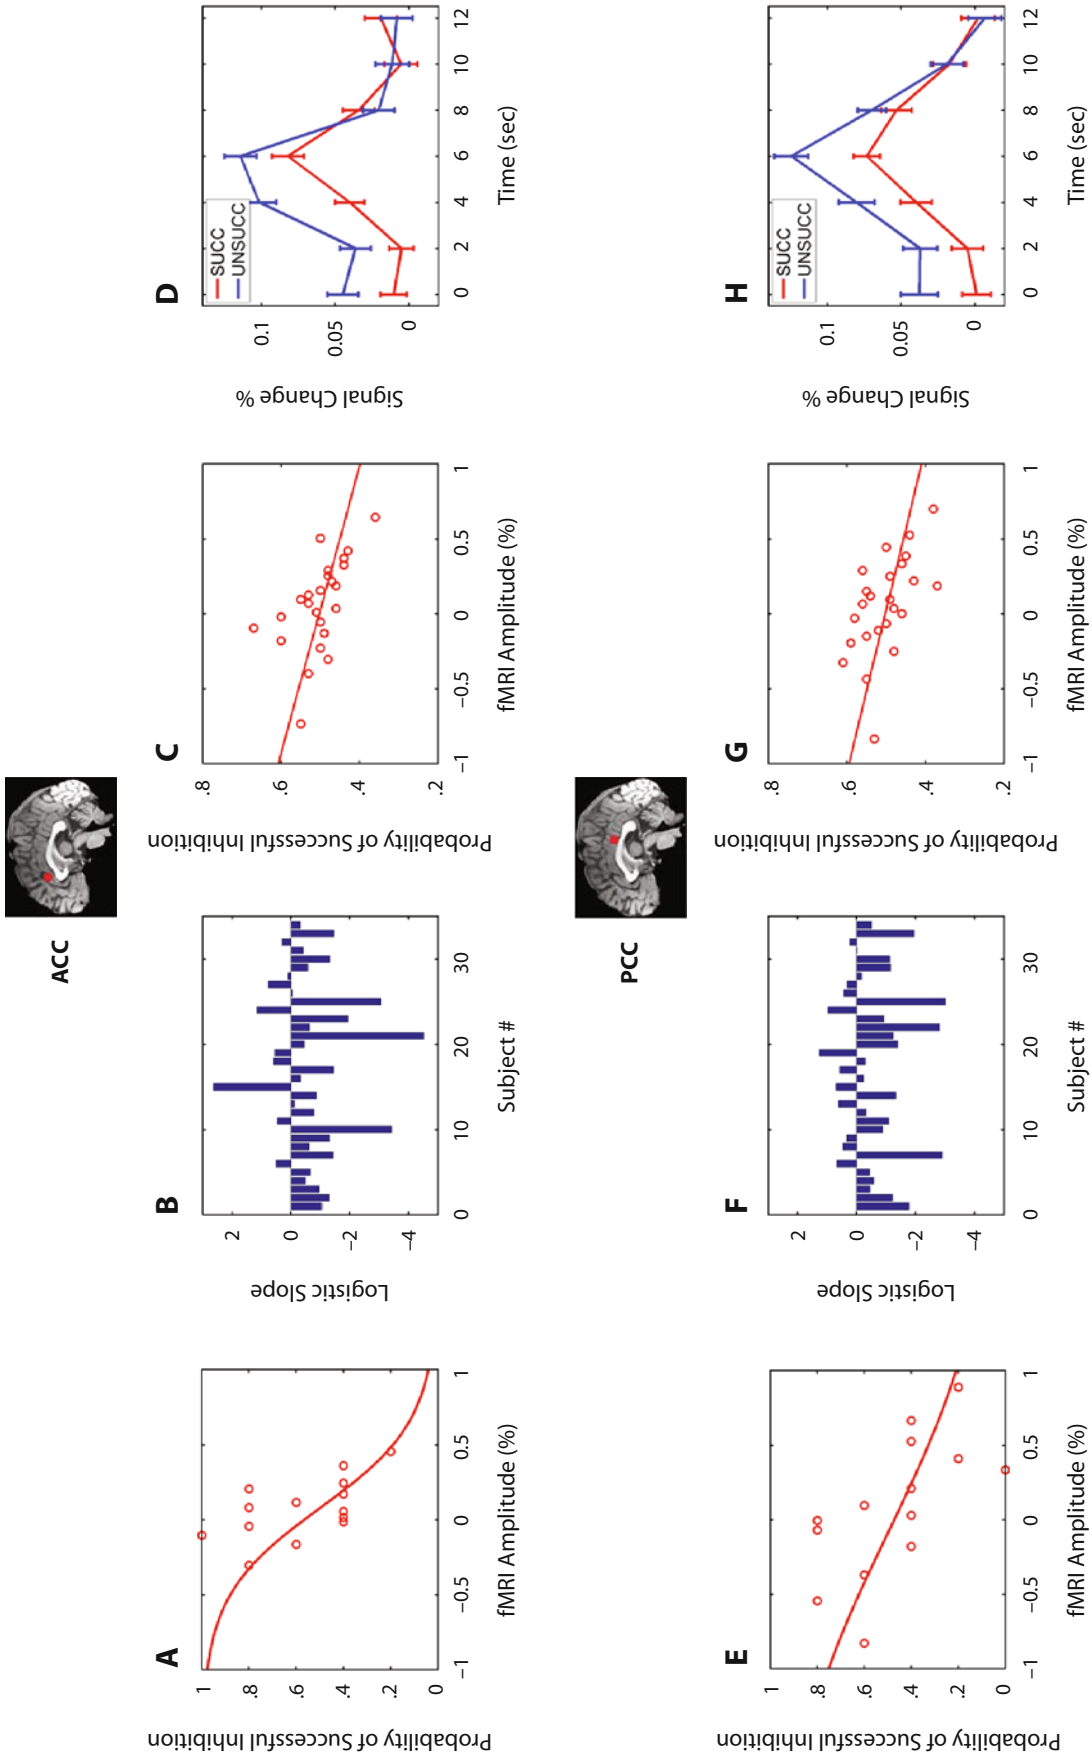 ACC
A
Probability of Successful Inhibition
1
.8
.6
.4
.2
0
−1
−0.5
0
0.5
1
fMRI Amplitude (%)
B
Logistic Slope
2
0
−2
−4
0
10
20
30
Subject #
C
Probability of Successful Inhibition
.8
.6
.4
.2
−1
−0.5
0
0.5
1
fMRI Amplitude (%)
D
SUCC
UNSUCC
Signal Change %
0.1
0.05
0
0
2
4
6
8
10
12
Time (sec)
PCC
E
Probability of Successful Inhibition
1
.8
.6
.4
.2
0
−1
−0.5
0
0.5
1
fMRI Amplitude (%)
F
Logistic Slope
2
0
−2
−4
0
10
20
30
Subject #
G
Probability of Successful Inhibition
.8
.6
.4
.2
−1
−0.5
0
0.5
1
fMRI Amplitude (%)
H
SUCC
UNSUCC
Signal Change %
0.1
0.05
0
0
2
4
6
8
10
12
Time (sec)